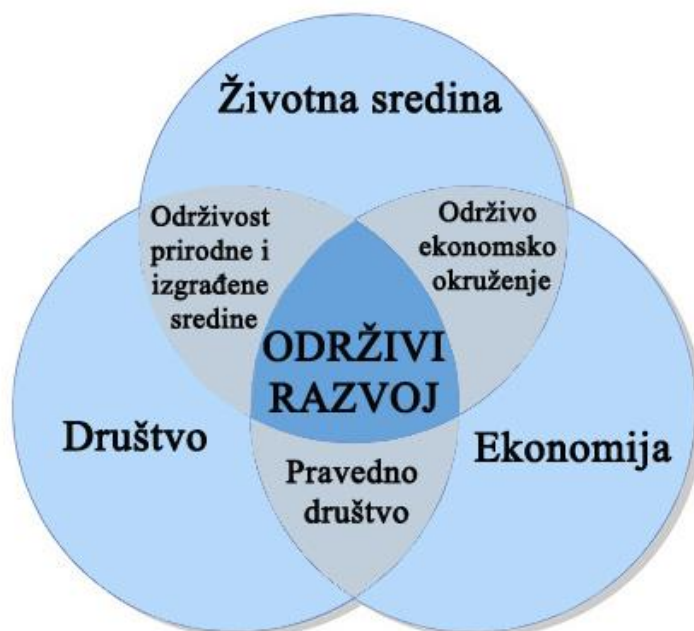 Životna sredina
Održivost
prirodne i
izgrađene
sredine
Održivo
ekonomsko
okruženje
ODRŽIVI
RAZVOJ
Društvo
Ekonomija
Pravedno
društvo